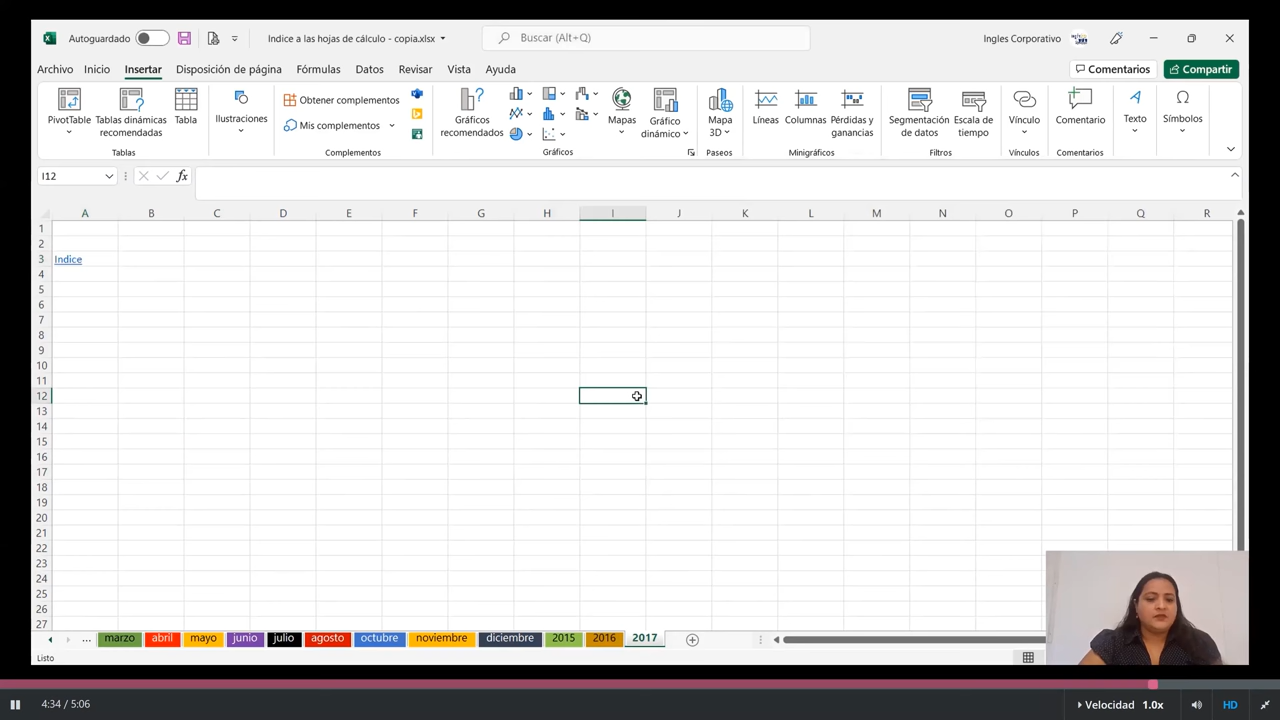 Autoguardado Indice a las hojas de cálculo - copia.xlsx Buscar (Alt+Q) Ingles Corporativo
Archivo Inicio Insertar Disposición de página Fórmulas Datos Revisar Vista Ayuda Comentarios Compartir
PivotTable
Tablas dinámicas
recomendadas
Tabla
Tablas
Ilustraciones
Obtener complementos
Mis complementos
Complementos
Gráficos
recomendados
Mapas
Gráfico
dinámico
Gráficos
Mapa
3D
Paseos
Líneas
Columnas
Pérdidas y
ganancias
Minigráficos
Segmentación
de datos
Escala de
tiempo
Filtros
Vínculo
Vínculos
Comentario
Comentarios
Texto
Símbolos
I12 fx
A B C D E F G H I J K L M N O P Q R
1
2
3 Indice
4
5
6
7
8
9
10
11
12
13
14
15
16
17
18
19
20
21
22
23
24
25
26
27
... marzo abril mayo junio julio agosto octubre noviembre diciembre 2015 2016 2017
Listo
4:34 / 5:06 Velocidad 1.0x HD